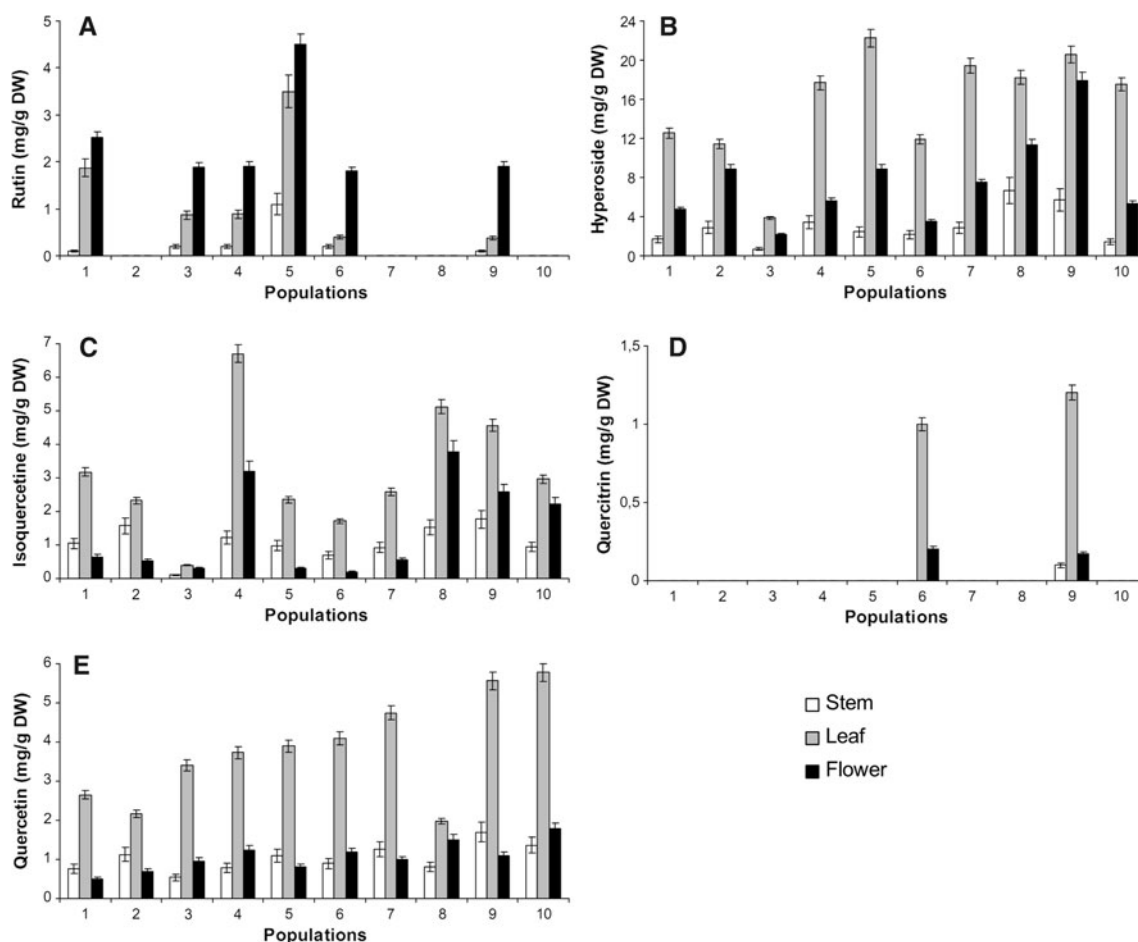 A
Rutin (mg/g DW)
5
4
3
2
1
0
1 2 3 4 5 6 7 8 9 10
Populations
B
Hyperoside (mg/g DW)
24
20
16
12
8
4
0
1 2 3 4 5 6 7 8 9 10
Populations
C
Isoquercetine (mg/g DW)
7
6
5
4
3
2
1
0
1 2 3 4 5 6 7 8 9 10
Populations
D
Quercitrin (mg/g DW)
1,5
1
0,5
0
1 2 3 4 5 6 7 8 9 10
Populations
E
Quercetin (mg/g DW)
6
5
4
3
2
1
0
1 2 3 4 5 6 7 8 9 10
Populations
Stem
Leaf
Flower